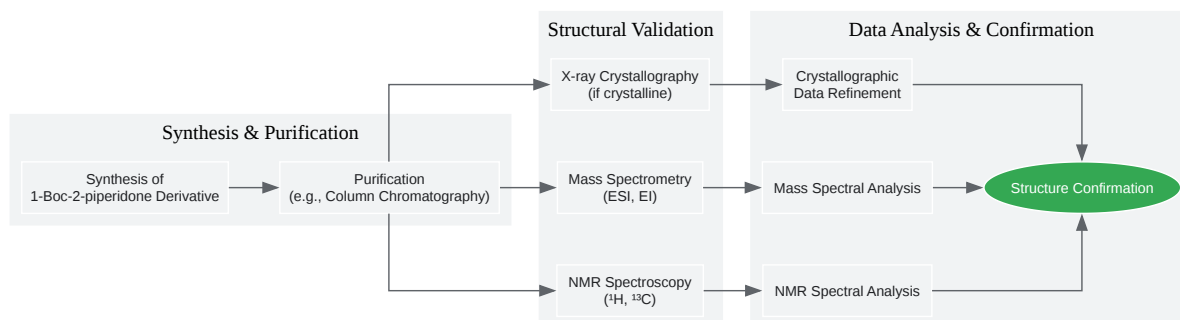 Structural Validation
Data Analysis & Confirmation
X-ray Crystallography
(if crystalline)
Crystallographic
Data Refinement
Synthesis & Purification
Synthesis of
1-Boc-2-piperidone Derivative
Purification
(e.g., Column Chromatography)
Mass Spectrometry
(ESI, EI)
Mass Spectral Analysis
Structure Confirmation
NMR Spectroscopy
(¹H, ¹³C)
NMR Spectral Analysis